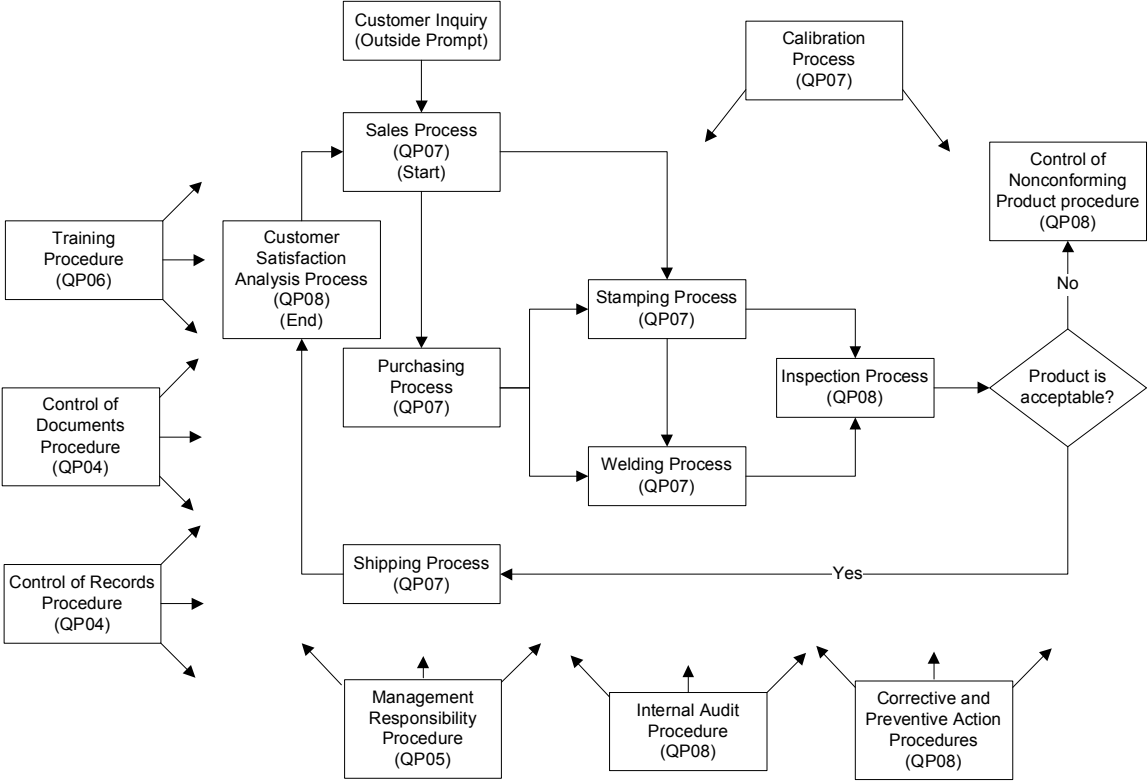 Customer Inquiry
(Outside Prompt)
Calibration
Process
(QP07)
Sales Process
(QP07)
(Start)
Control of
Nonconforming
Product procedure
(QP08)
Training
Procedure
(QP06)
Customer
Satisfaction
Analysis Process
(QP08)
(End)
No
Stamping Process
(QP07)
Purchasing
Process
(QP07)
Inspection Process
(QP08)
Product is
acceptable?
Control of
Documents
Procedure
(QP04)
Welding Process
(QP07)
Shipping Process
(QP07)
Yes
Control of Records
Procedure
(QP04)
Management
Responsibility
Procedure
(QP05)
Internal Audit
Procedure
(QP08)
Corrective and
Preventive Action
Procedures
(QP08)